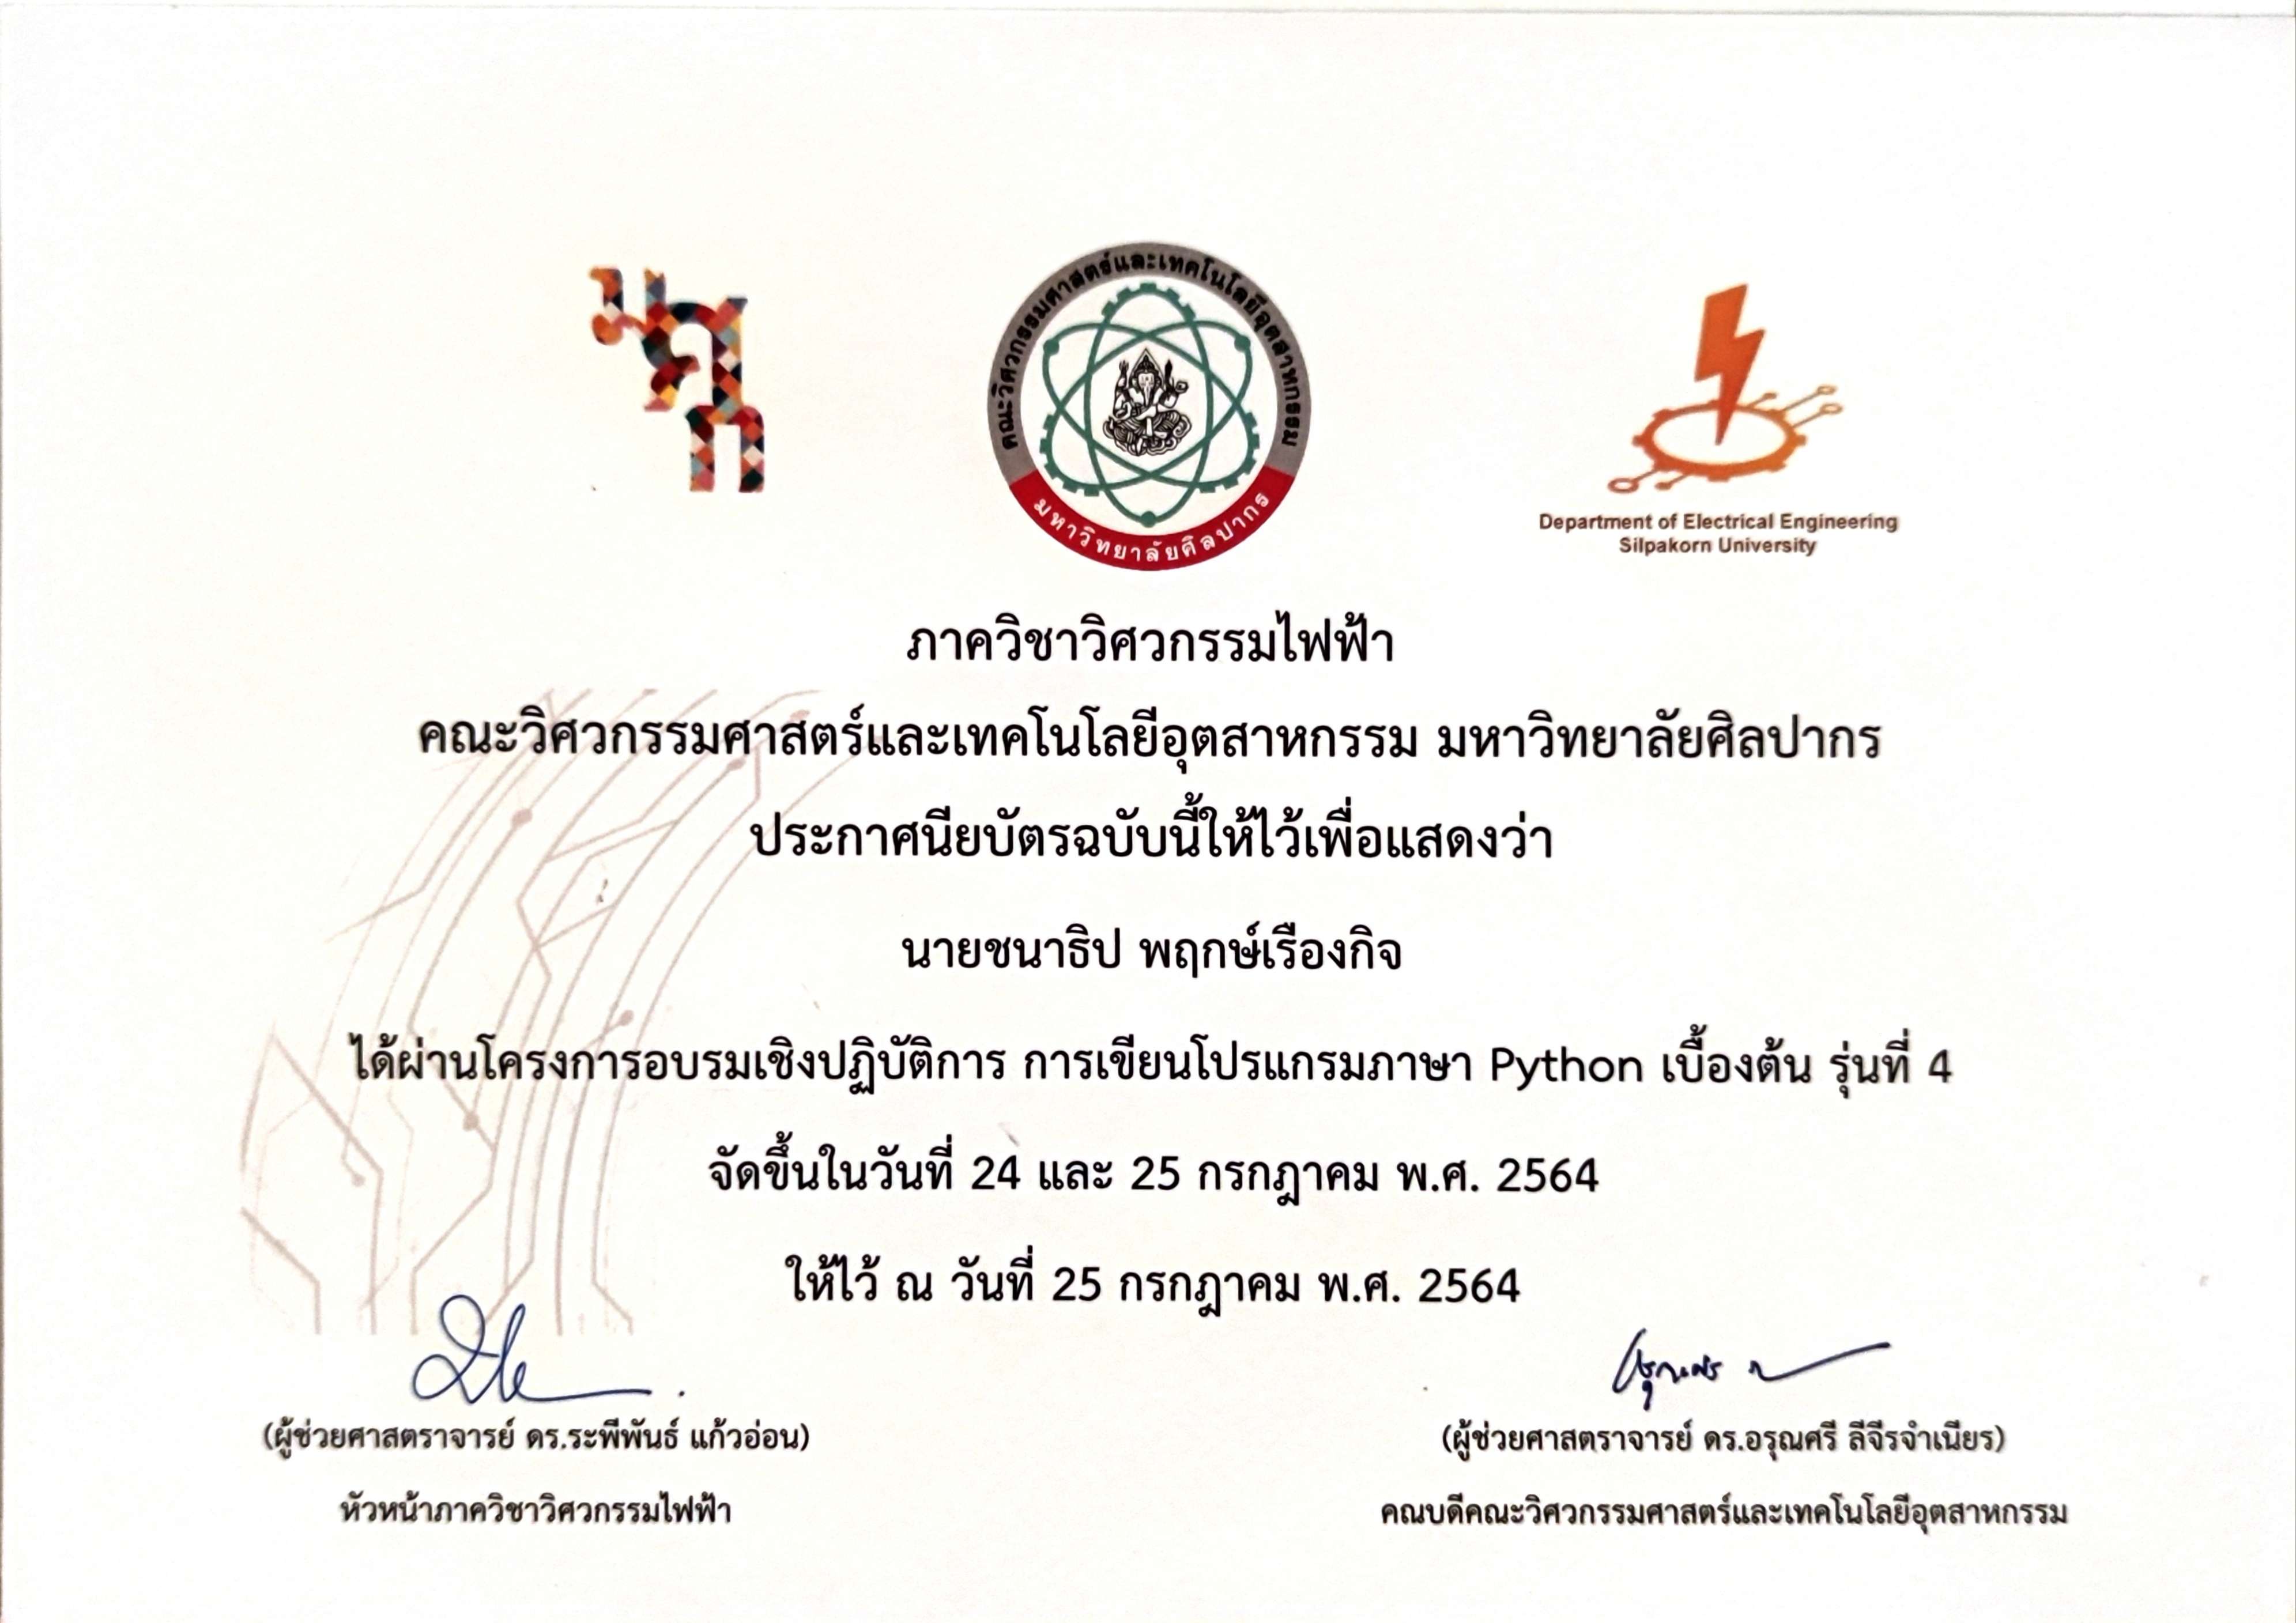 มศก
คณะวิศวกรรมศาสตร์และเทคโนโลยีอุตสาหกรรม
มหาวิทยาลัยศิลปากร
Department of Electrical Engineering
Silpakorn University
ภาควิชาวิศวกรรมไฟฟ้า
คณะวิศวกรรมศาสตร์และเทคโนโลยีอุตสาหกรรม มหาวิทยาลัยศิลปากร
ประกาศนียบัตรฉบับนี้ให้ไว้เพื่อแสดงว่า
นายชนาธิป พฤกษ์เรืองกิจ
ได้ผ่านโครงการอบรมเชิงปฏิบัติการ การเขียนโปรแกรมภาษา Python เบื้องต้น รุ่นที่ 4
จัดขึ้นในวันที่ 24 และ 25 กรกฎาคม พ.ศ. 2564
ให้ไว้ ณ วันที่ 25 กรกฎาคม พ.ศ. 2564
(ผู้ช่วยศาสตราจารย์ ดร.ระพีพันธ์ แก้วอ่อน)
(ผู้ช่วยศาสตราจารย์ ดร.อรุณศรี ลีจีรจำเนียร)
หัวหน้าภาควิชาวิศวกรรมไฟฟ้า
คณบดีคณะวิศวกรรมศาสตร์และเทคโนโลยีอุตสาหกรรม